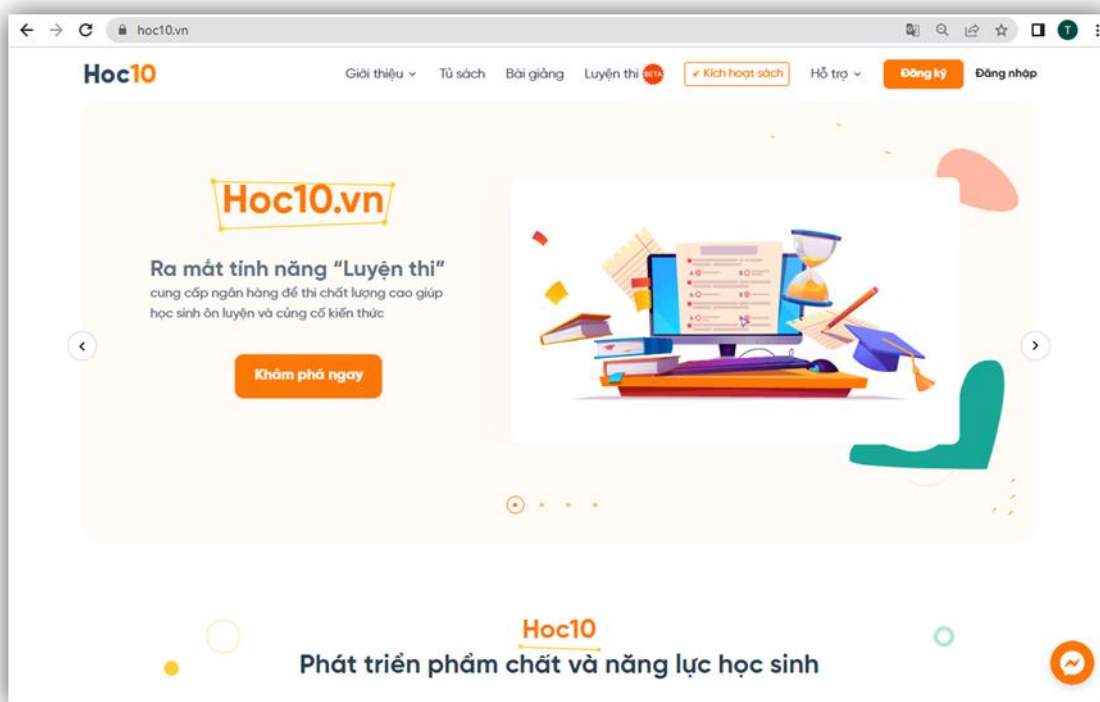 hoc10.vn
T
Hoc10
Giới thiệu
Tủ sách
Bài giảng
Luyện thi BETA
Kích hoạt sách
Hỗ trợ
Đăng ký
Đăng nhập
Hoc10.vn
Ra mắt tính năng “Luyện thi”
cung cấp ngân hàng đề thi chất lượng cao giúp
học sinh ôn luyện và củng cố kiến thức
Khám phá ngay
Hoc10
Phát triển phẩm chất và năng lực học sinh